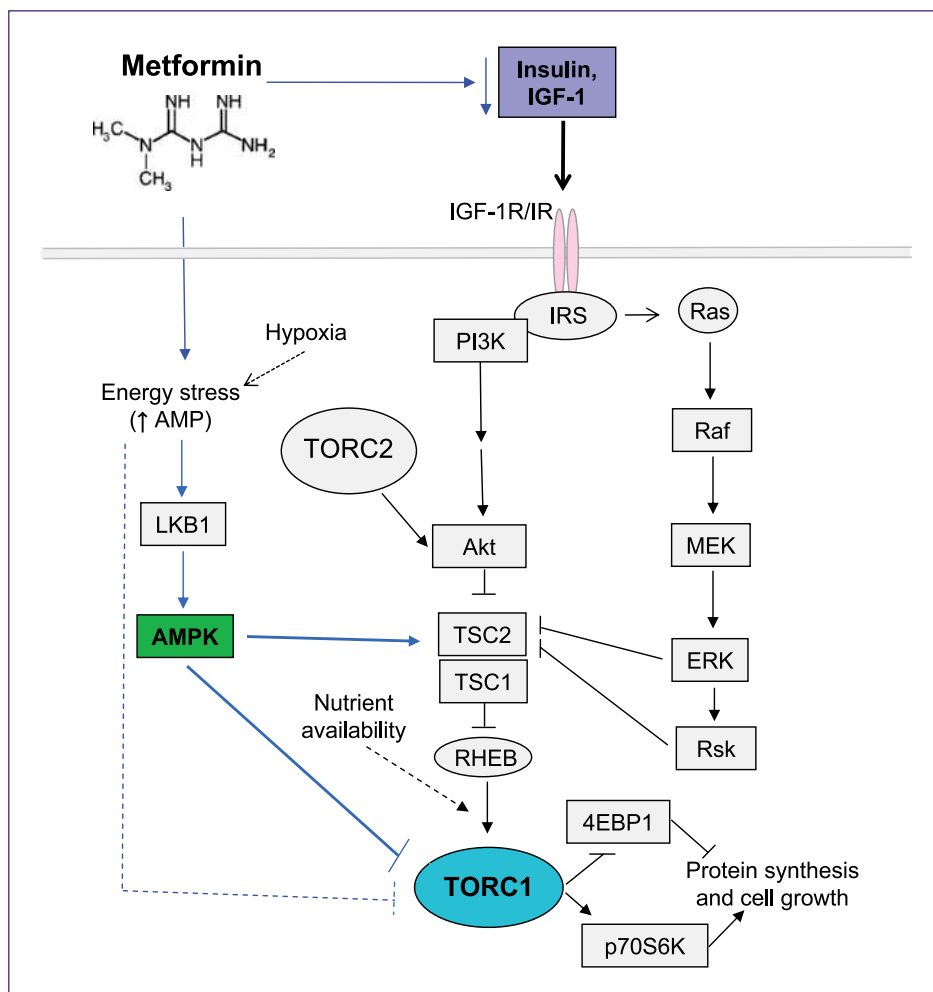 Metformin
NH NH
H₃C
N
N
H
NH₂
CH₃
Insulin,
IGF-1
IGF-1R/IR
IRS
Ras
PI3K
Hypoxia
Energy stress
(↑ AMP)
Raf
TORC2
LKB1
Akt
MEK
AMPK
TSC2
ERK
TSC1
Nutrient
availability
Rsk
RHEB
4EBP1
Protein synthesis
and cell growth
TORC1
p70S6K